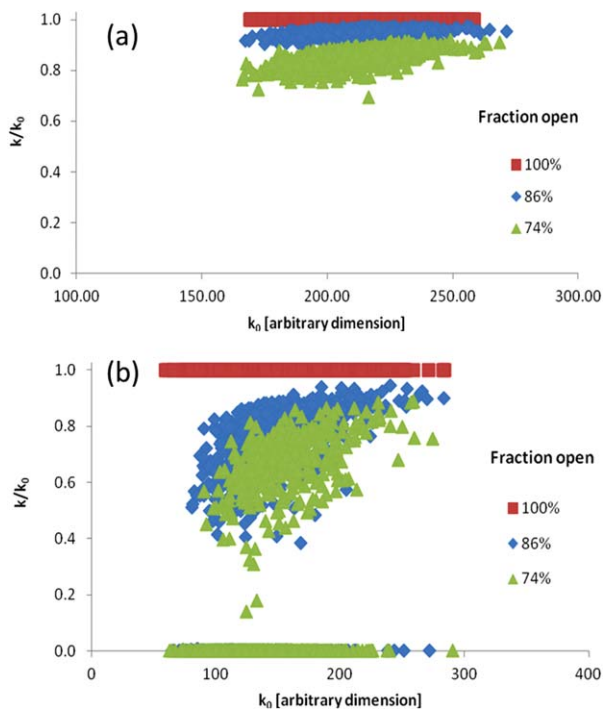 (a)
1.0
0.8
0.6
0.4
0.2
0.0
k/k₀
100.00 150.00 200.00 250.00 300.00
k₀ [arbitrary dimension]
Fraction open
100%
86%
74%
(b)
1.0
0.8
0.6
0.4
0.2
0.0
k/k₀
0 100 200 300 400
k₀ [arbitrary dimension]
Fraction open
100%
86%
74%